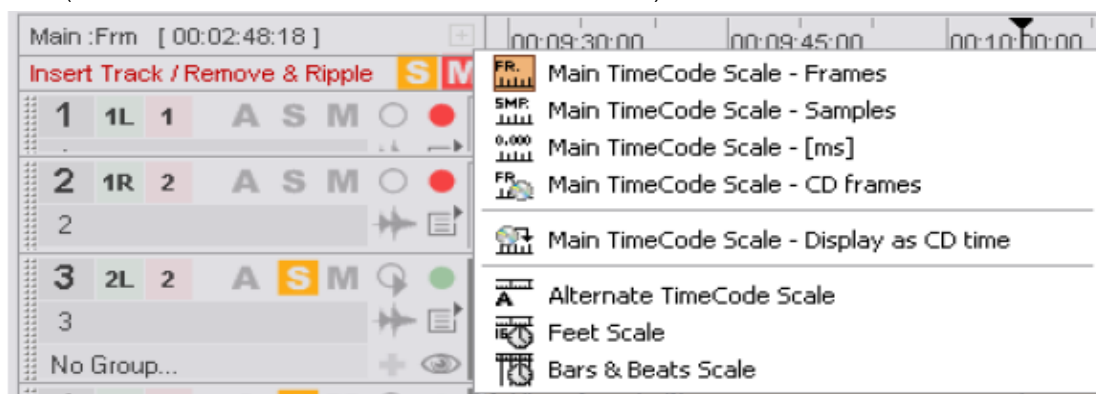 Main :Frm [ 00:02:48:18 ]
00:09:30:00 00:09:45:00 00:10:00:00
Insert Track / Remove & Ripple S M
1 1L 1 A S M
2 1R 2 A S M
2
3 2L 2 A S M
3
No Group...
FR. Main TimeCode Scale - Frames
SMP. Main TimeCode Scale - Samples
0.000 Main TimeCode Scale - [ms]
FR. Main TimeCode Scale - CD frames
Main TimeCode Scale - Display as CD time
A Alternate TimeCode Scale
16 Feet Scale
Bars & Beats Scale